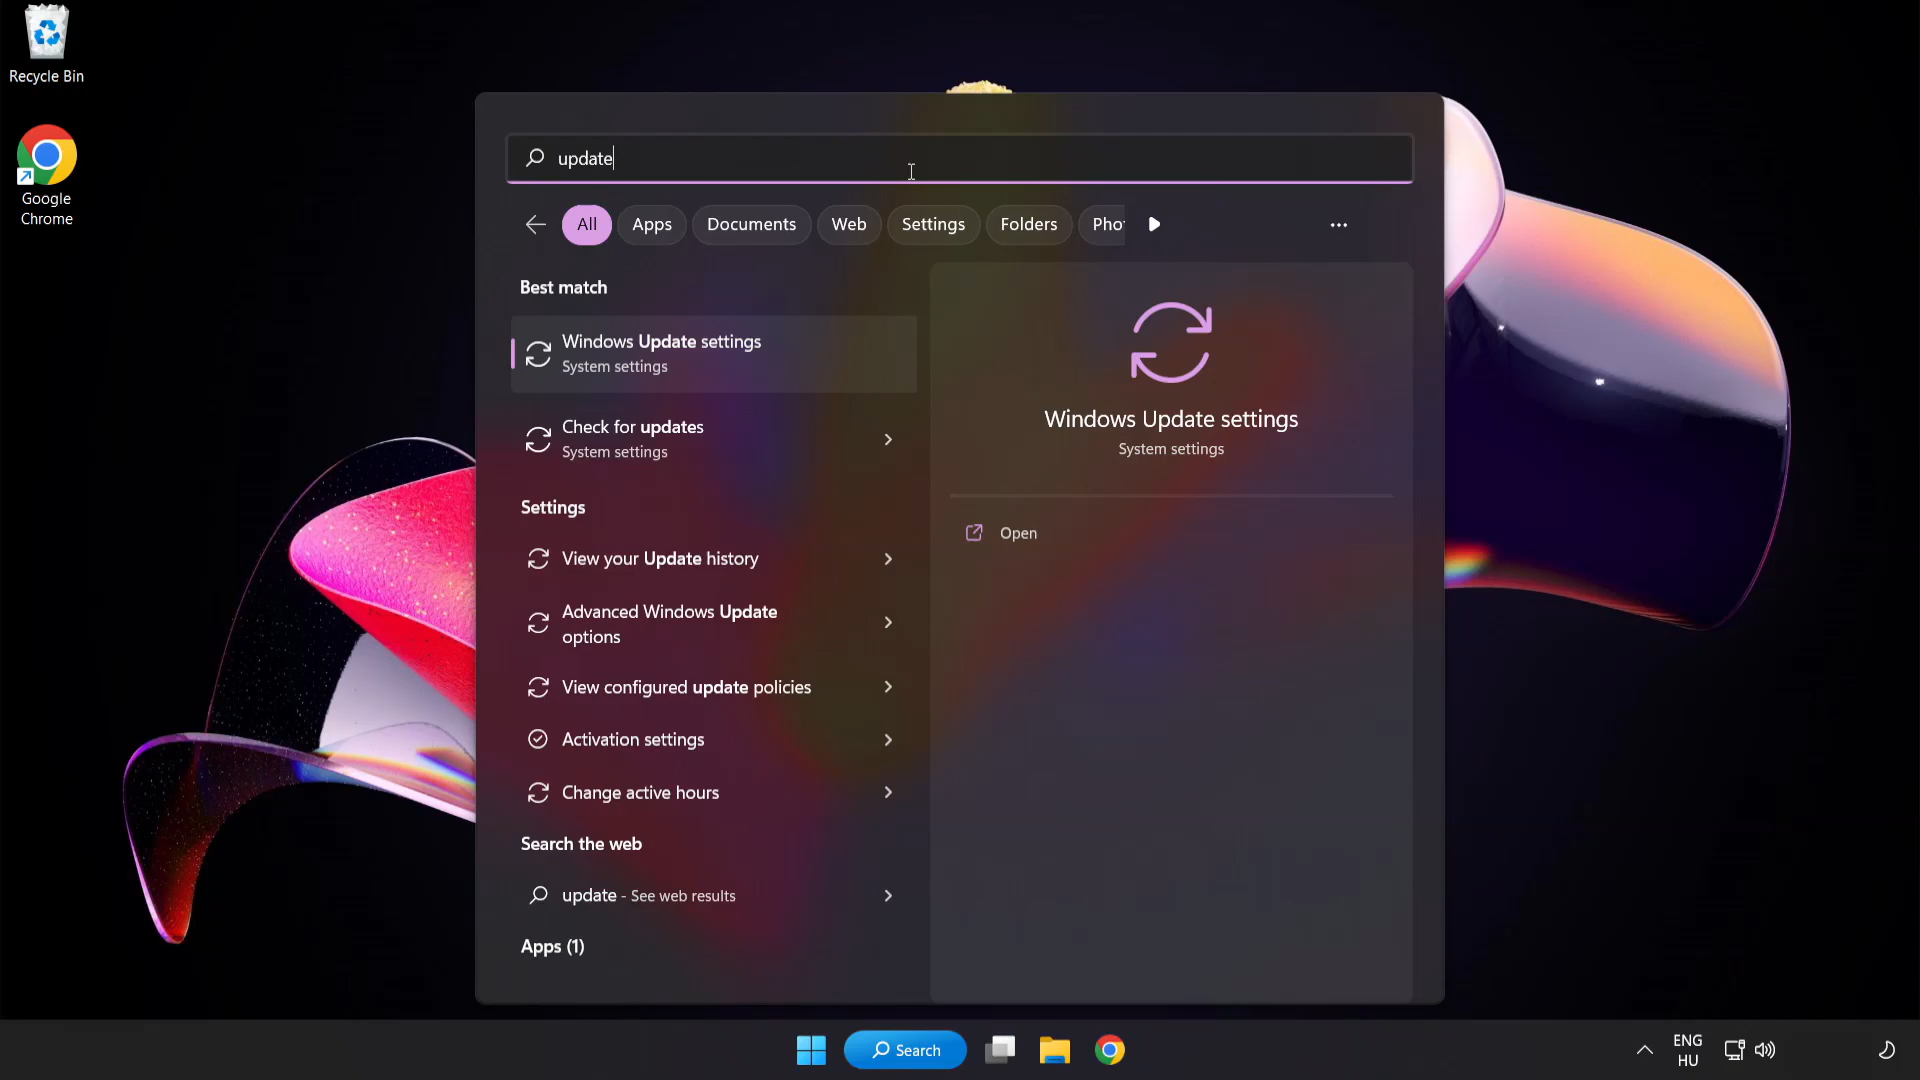 Recycle Bin
Google
Chrome
update
All
Apps
Documents
Web
Settings
Folders
Pho
Best match
Windows Update settings
System settings
Check for updates
System settings
Settings
View your Update history
Advanced Windows Update
options
View configured update policies
Activation settings
Change active hours
Search the web
update - See web results
Apps (1)
Windows Update settings
System settings
Open
Search
ENG
HU